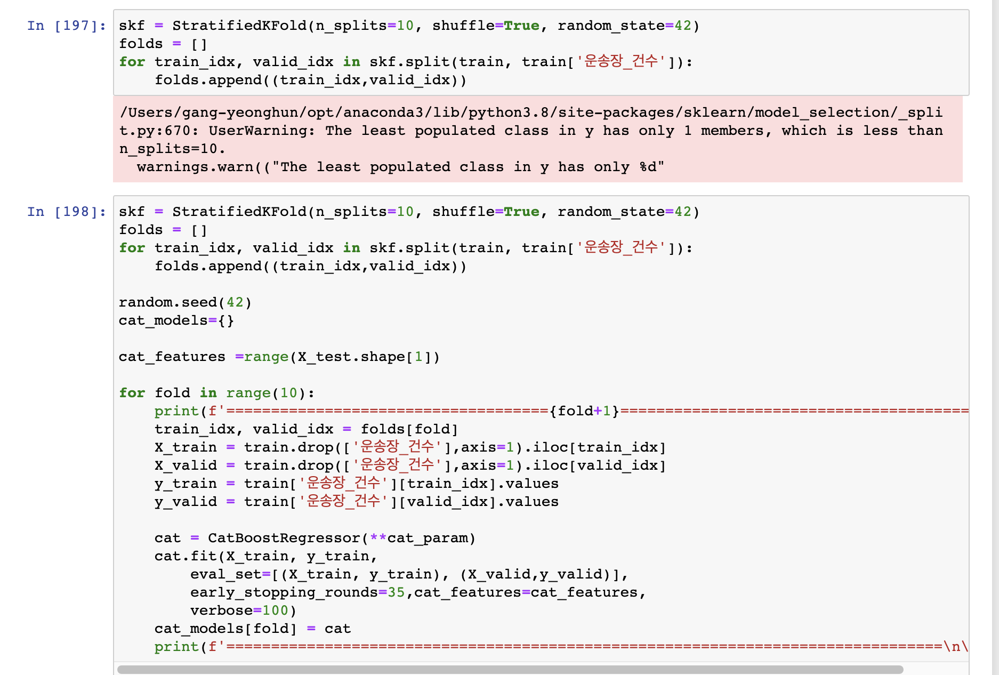 In [197]:
skf = StratifiedKFold(n_splits=10, shuffle=True, random_state=42)
folds = []
for train_idx, valid_idx in skf.split(train, train['운송장_건수']):
    folds.append((train_idx,valid_idx))
/Users/gang-yeonghun/opt/anaconda3/lib/python3.8/site-packages/sklearn/model_selection/_spli
t.py:670: UserWarning: The least populated class in y has only 1 members, which is less than
n_splits=10.
  warnings.warn(("The least populated class in y has only %d"
In [198]:
skf = StratifiedKFold(n_splits=10, shuffle=True, random_state=42)
folds = []
for train_idx, valid_idx in skf.split(train, train['운송장_건수']):
    folds.append((train_idx,valid_idx))
random.seed(42)
cat_models={}
cat_features =range(X_test.shape[1])
for fold in range(10):
    print(f'===================================={fold+1}=======================================
    train_idx, valid_idx = folds[fold]
    X_train = train.drop(['운송장_건수'],axis=1).iloc[train_idx]
    X_valid = train.drop(['운송장_건수'],axis=1).iloc[valid_idx]
    y_train = train['운송장_건수'][train_idx].values
    y_valid = train['운송장_건수'][valid_idx].values
    cat = CatBoostRegressor(**cat_param)
    cat.fit(X_train, y_train,
        eval_set=[(X_train, y_train), (X_valid,y_valid)],
        early_stopping_rounds=35,cat_features=cat_features,
        verbose=100)
    cat_models[fold] = cat
    print(f'================================================================================\n\